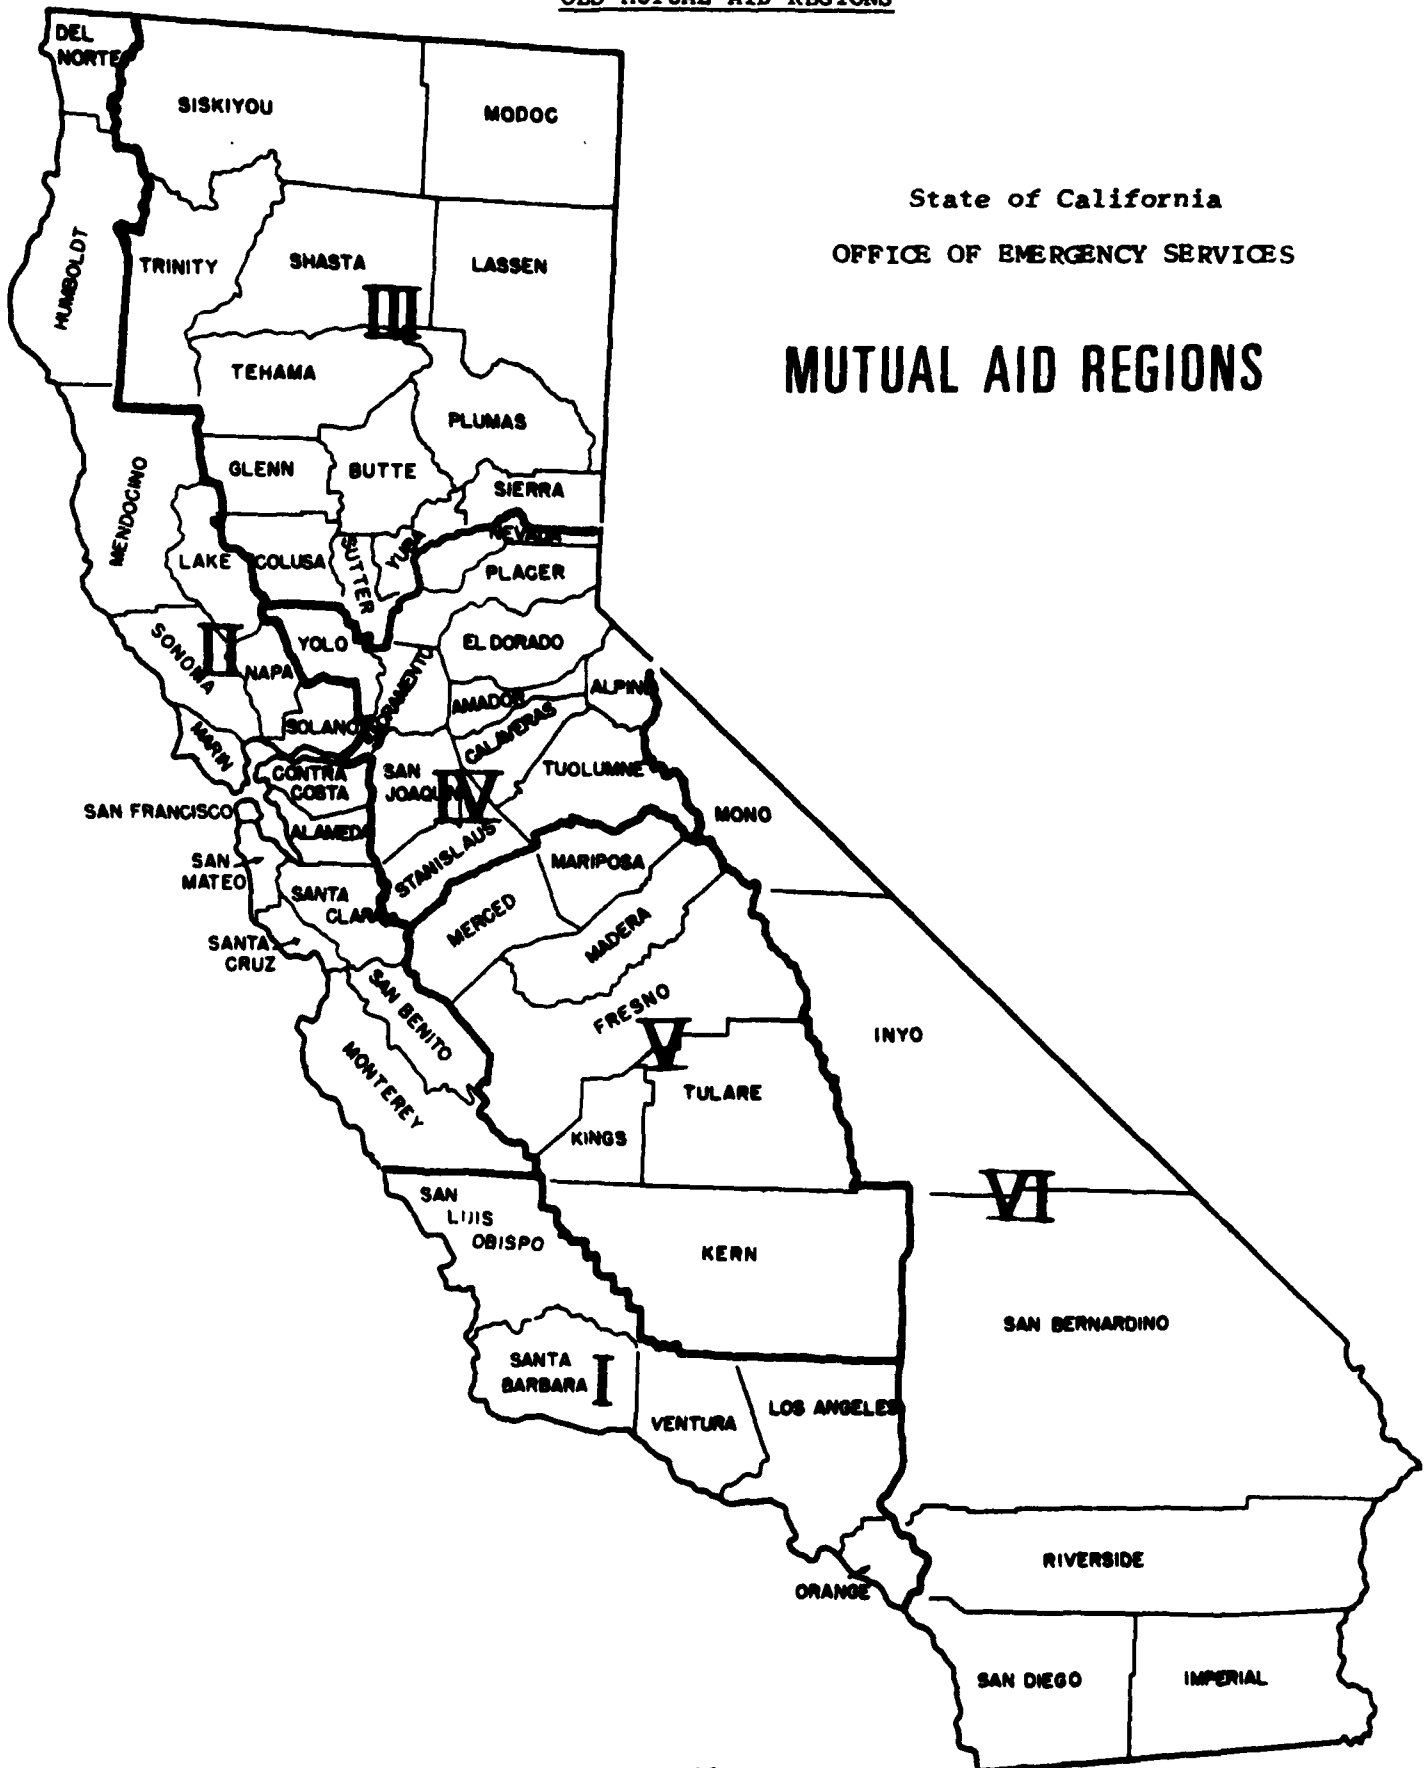 OLD MUTUAL AID REGIONS
State of California
OFFICE OF EMERGENCY SERVICES
MUTUAL AID REGIONS
DEL
NORTE
SISKIYOU
MODOC
HUMBOLDT
TRINITY
SHASTA
LASSEN
III
TEHAMA
PLUMAS
MENDOCINO
GLENN
BUTTE
SIERRA
LAKE
COLUSA
SUTTER
YUBA
NEVADA
PLACER
SONOMA
II
NAPA
YOLO
SACRAMENTO
EL DORADO
AMADOR
ALPINE
MARIN
SOLANO
CALAVERAS
CONTRA
COSTA
SAN
JOAQUIN
IV
TUOLUMNE
SAN FRANCISCO
ALAMEDA
MONO
SAN
MATEO
STANISLAUS
MARIPOSA
SANTA
CLARA
MERCED
MADERA
SANTA
CRUZ
SAN BENITO
FRESNO
MONTEREY
V
INYO
TULARE
KINGS
SAN
LUIS
OBISPO
KERN
VI
SAN BERNARDINO
SANTA
BARBARA
I
VENTURA
LOS ANGELES
ORANGE
RIVERSIDE
SAN DIEGO
IMPERIAL